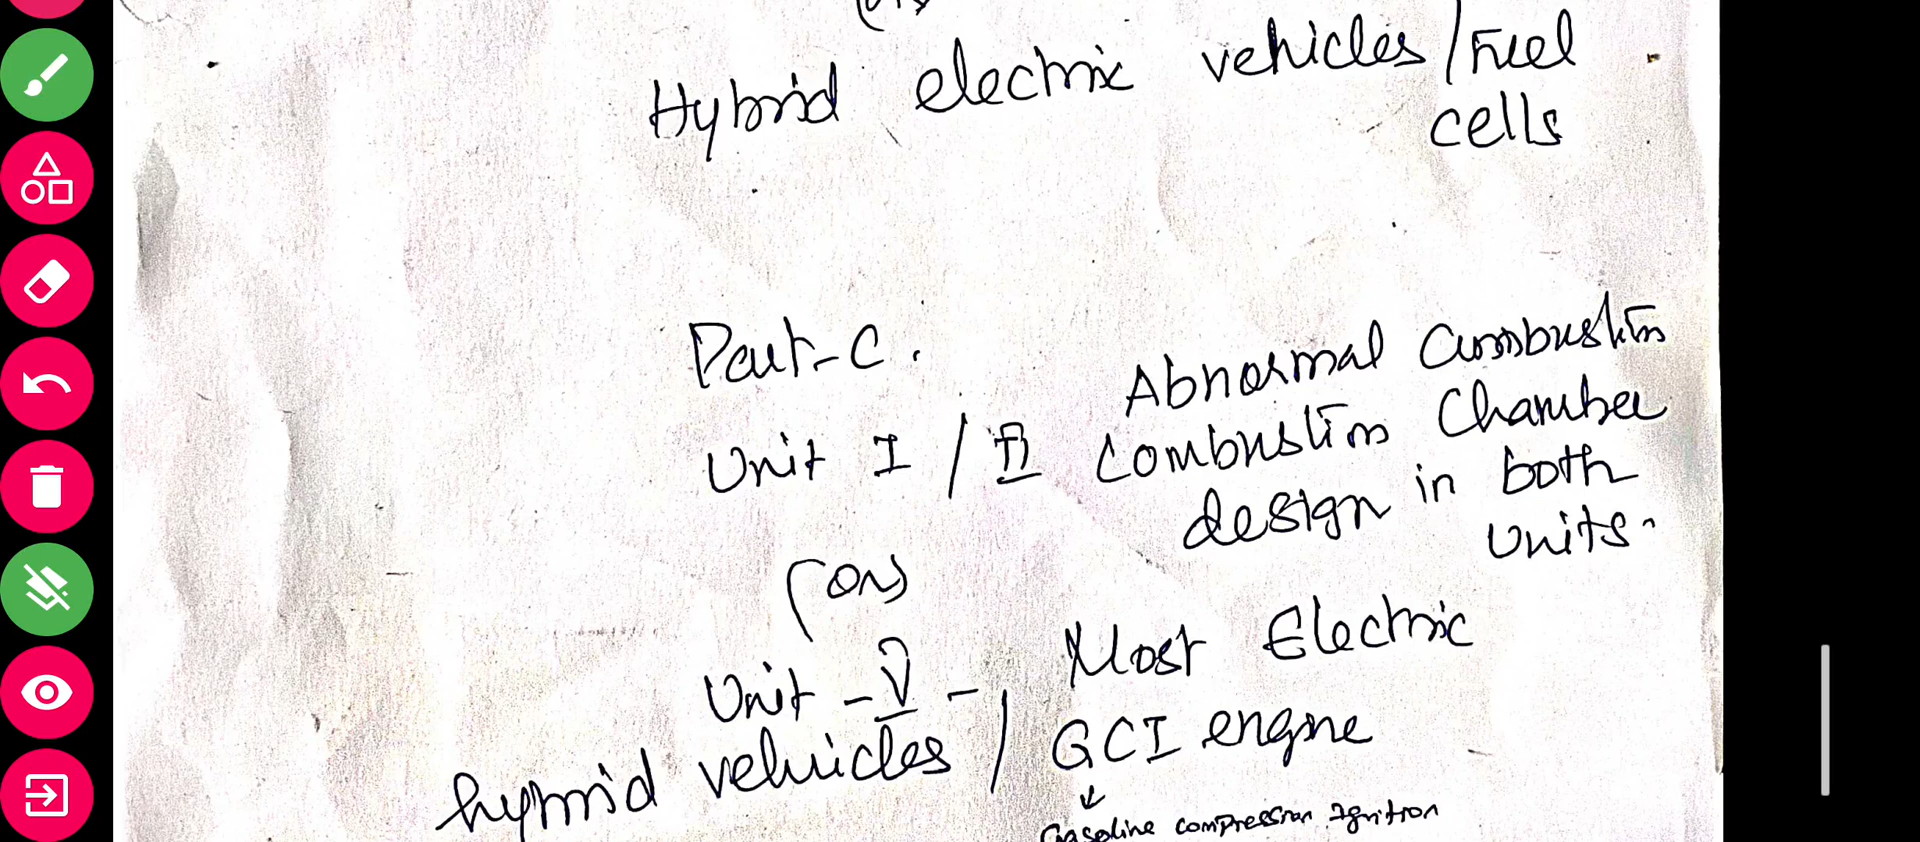 Hybrid electric vehicles / Fuel
cells
Part-C.
Unit I / II Abnormal Combustion
Combustion Chamber
design in both
Units.
(or)
Unit - V - Most Electric
hybrid vehicles / GCI engine
Gasoline compression Ignition